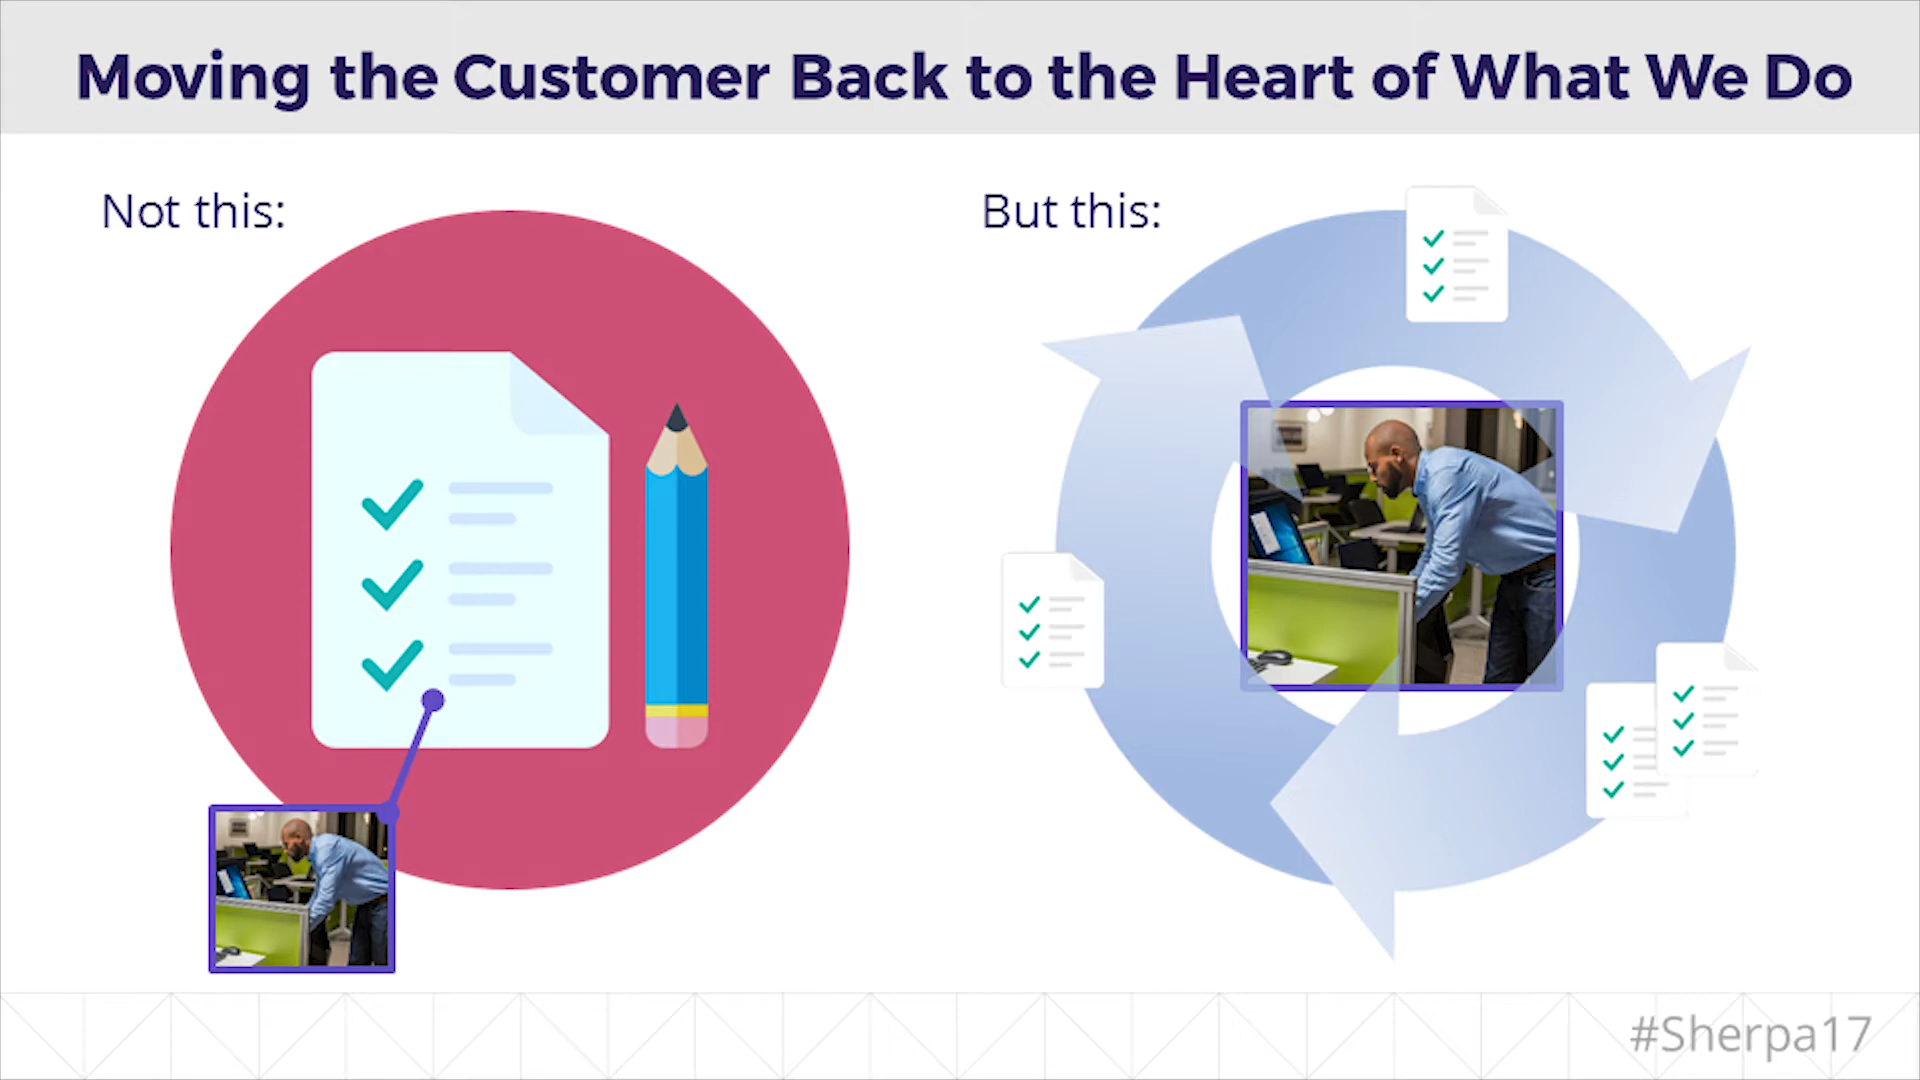 Moving the Customer Back to the Heart of What We Do
Not this:
But this:
#Sherpa17